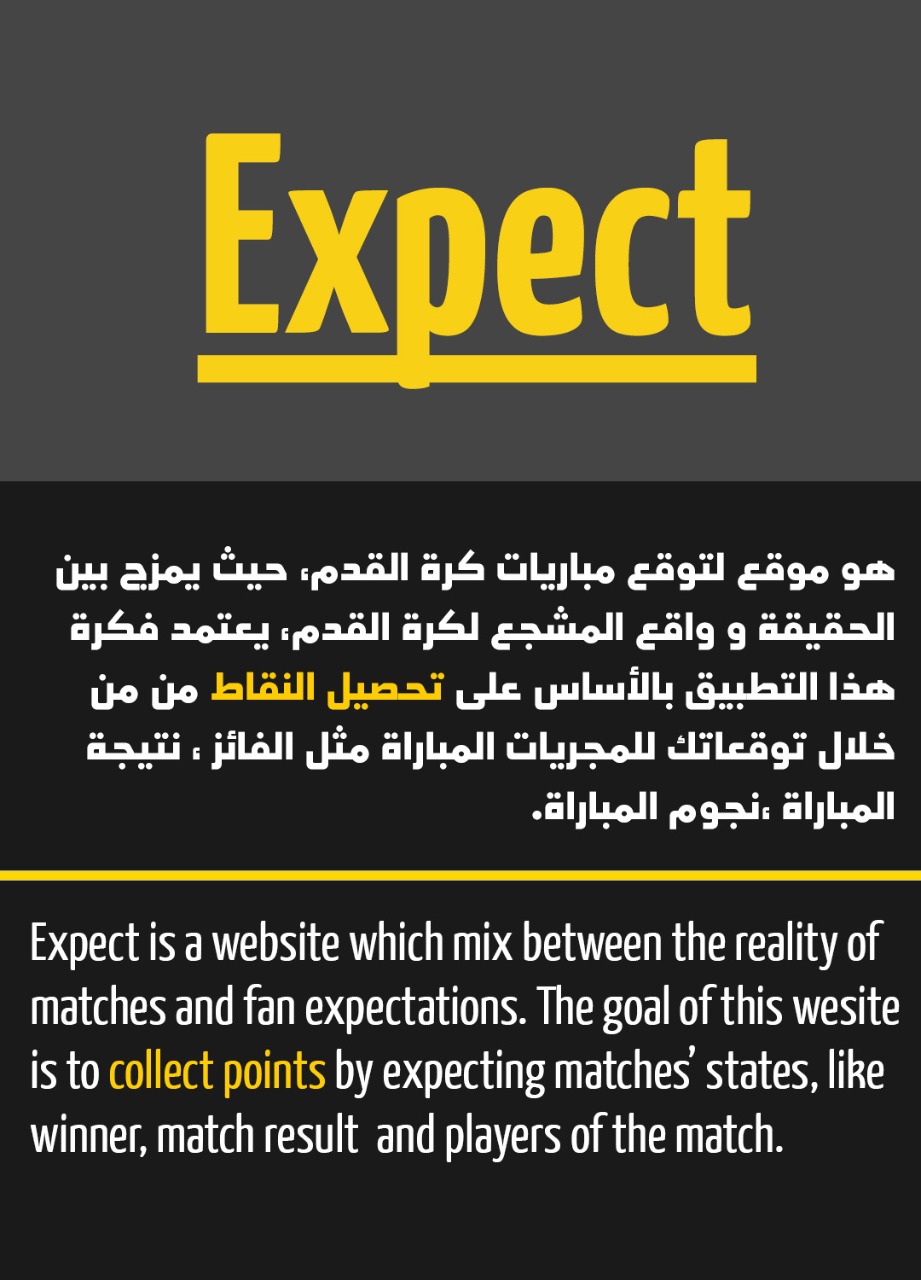 Expect
هو موقع لتوقع مباريات كرة القدم، حيث يمزج بين
الحقيقة و واقع المشجع لكرة القدم، يعتمد فكرة
هذا التطبيق بالأساس على تحصيل النقاط من من
خلال توقعاتك للمجريات المباراة مثل الفائز ، نتيجة
المباراة ،نجوم المباراة.
Expect is a website which mix between the reality of
matches and fan expectations. The goal of this wesite
is to collect points by expecting matches’ states, like
winner, match result  and players of the match.